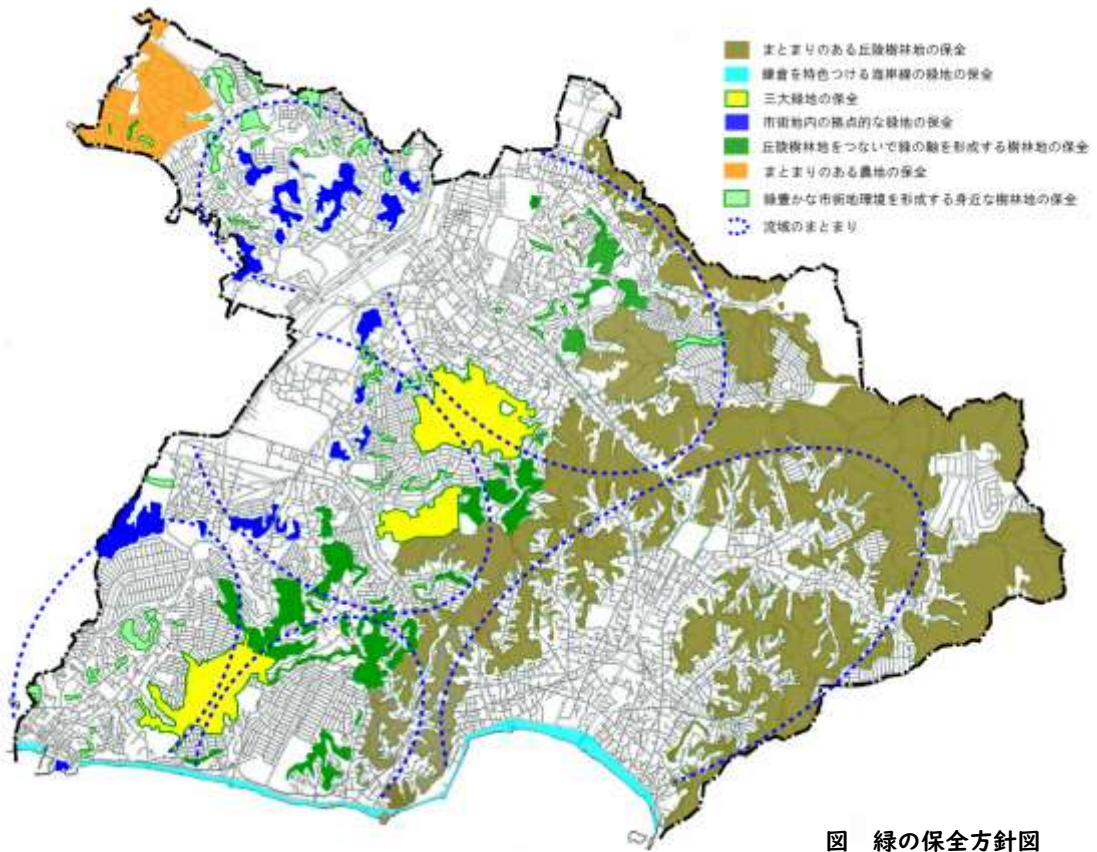 まとまりのある丘陵樹林地の保全
鎌倉を特色つける海岸線の緑地の保全
三大緑地の保全
市街地内の拠点的な緑地の保全
丘陵樹林地をつないで緑の軸を形成する樹林地の保全
まとまりのある農地の保全
緑豊かな市街地環境を形成する身近な樹林地の保全
流域のまとまり
図 緑の保全方針図